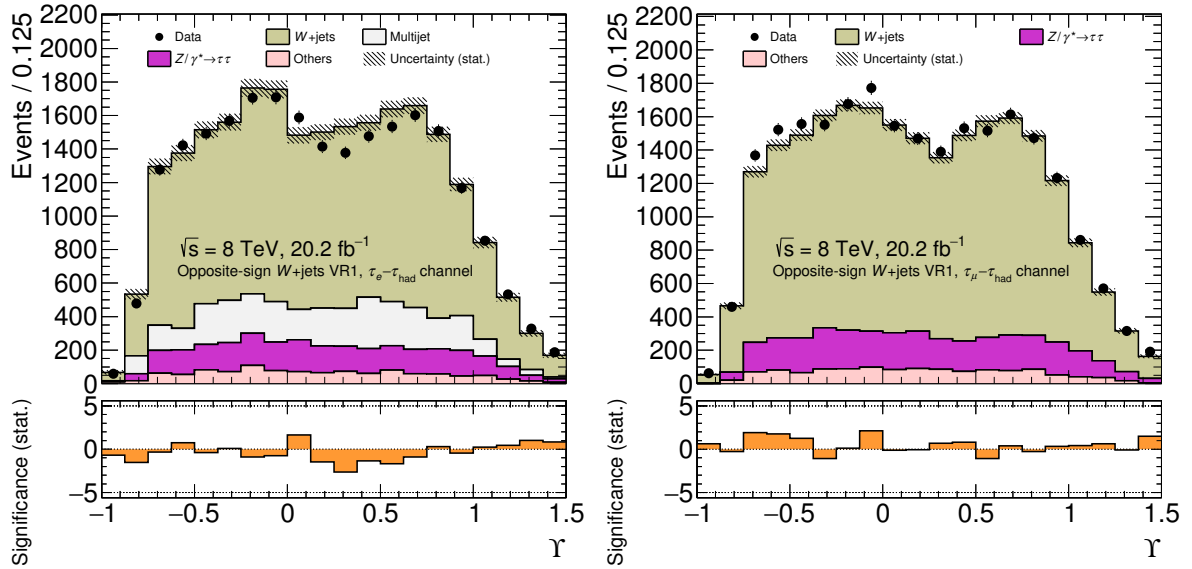 Events / 0.125
2200
2000
1800
1600
1400
1200
1000
800
600
400
200
0
Data
W+jets
Multijet
Z/γ*→ττ
Others
Uncertainty (stat.)
√s = 8 TeV, 20.2 fb⁻¹
Opposite-sign W+jets VR1, τₑ−τ_had channel
Significance (stat.)
5
0
−5
−1 −0.5 0 0.5 1 1.5
ϒ
Events / 0.125
2200
2000
1800
1600
1400
1200
1000
800
600
400
200
0
Data
W+jets
Z/γ*→ττ
Others
Uncertainty (stat.)
√s = 8 TeV, 20.2 fb⁻¹
Opposite-sign W+jets VR1, τ_μ−τ_had channel
Significance (stat.)
5
0
−5
−1 −0.5 0 0.5 1 1.5
ϒ